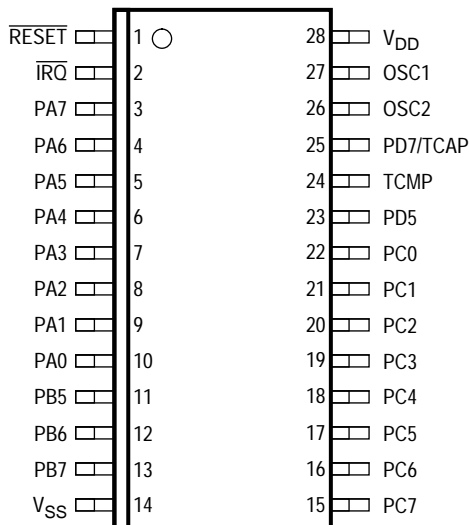 RESET 1 28 VDD
IRQ 2 27 OSC1
PA7 3 26 OSC2
PA6 4 25 PD7/TCAP
PA5 5 24 TCMP
PA4 6 23 PD5
PA3 7 22 PC0
PA2 8 21 PC1
PA1 9 20 PC2
PA0 10 19 PC3
PB5 11 18 PC4
PB6 12 17 PC5
PB7 13 16 PC6
VSS 14 15 PC7